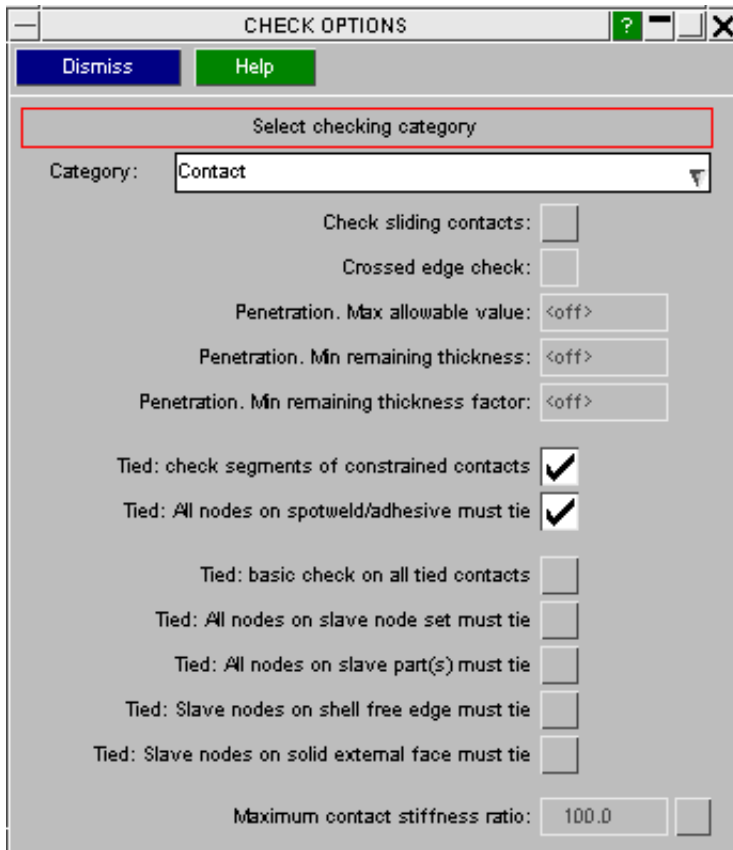 CHECK OPTIONS
?
Dismiss Help
Select checking category
Category: Contact
Check sliding contacts:
Crossed edge check:
Penetration. Max allowable value: <off>
Penetration. Min remaining thickness: <off>
Penetration. Min remaining thickness factor: <off>
Tied: check segments of constrained contacts
Tied: All nodes on spotweld/adhesive must tie
Tied: basic check on all tied contacts
Tied: All nodes on slave node set must tie
Tied: All nodes on slave part(s) must tie
Tied: Slave nodes on shell free edge must tie
Tied: Slave nodes on solid external face must tie
Maximum contact stiffness ratio: 100.0